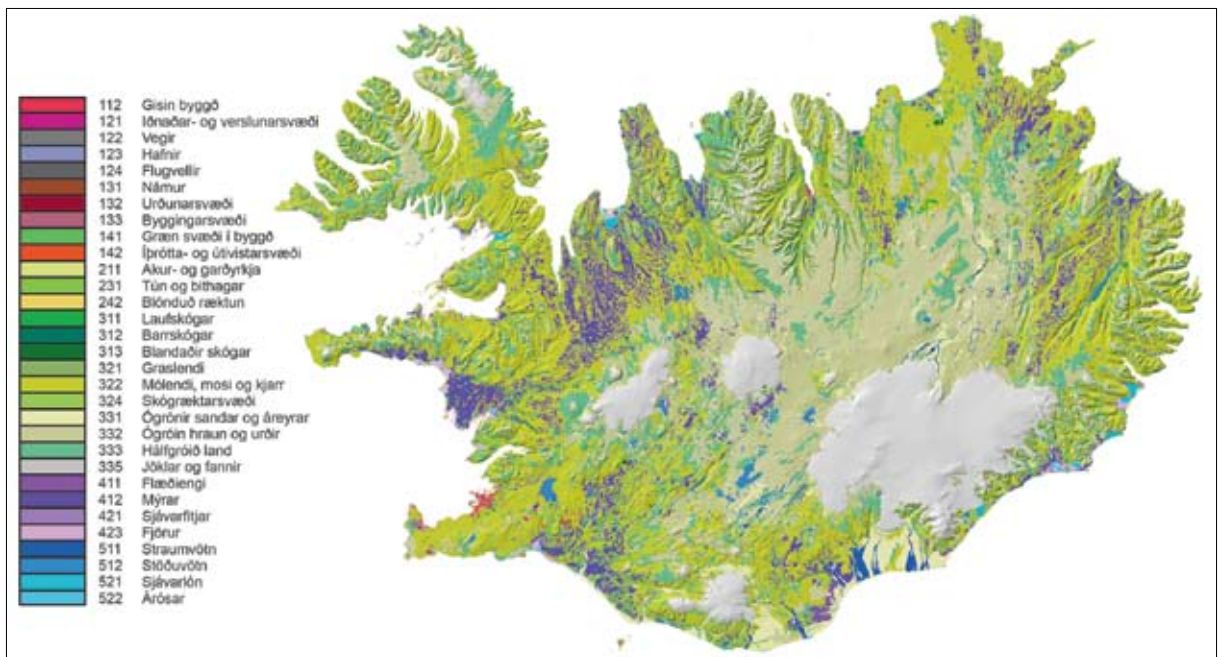 112 Gisin byggð
121 Iðnaðar- og verslunarsvæði
122 Vegir
123 Hafnir
124 Flugvellir
131 Námur
132 Urðunarsvæði
133 Byggingarsvæði
141 Græn svæði í byggð
142 Íþrótta- og útivistarsvæði
211 Akur- og garðyrkja
231 Tún og bithagar
242 Blönduð ræktun
311 Laufskógar
312 Barrskógar
313 Blandaðir skógar
321 Graslendi
322 Mólendi, mosi og kjarr
324 Skógræktarsvæði
331 Ógrónir sandar og áreyrar
332 Ógróin hraun og urðir
333 Hálfgróið land
335 Jöklar og fannir
411 Flæðiengi
412 Mýrar
421 Sjávarfitjar
423 Fjörur
511 Straumvötn
512 Stöðuvötn
521 Sjávarlón
522 Árósar